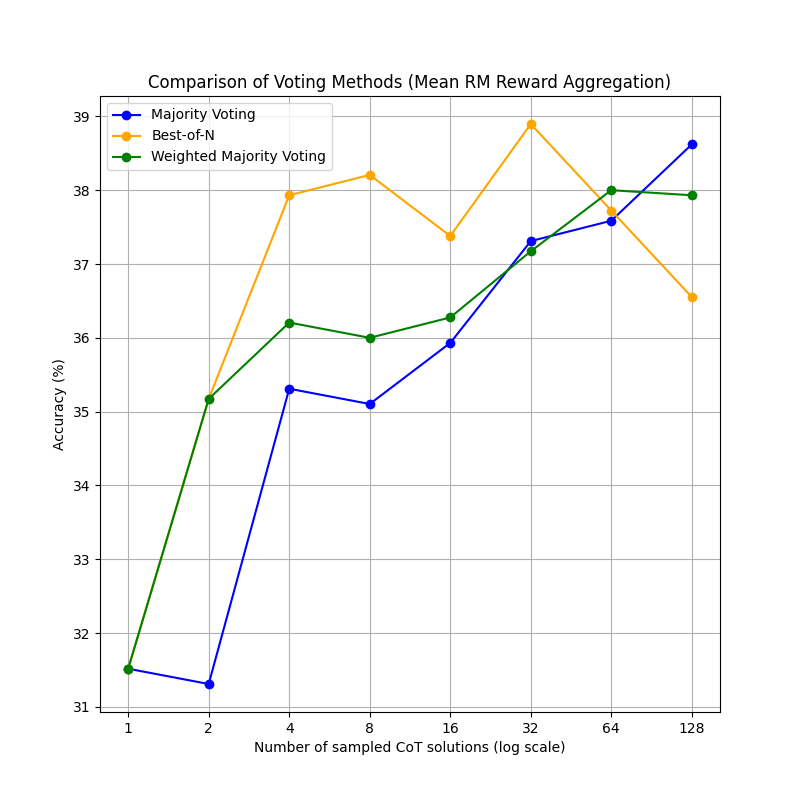 Comparison of Voting Methods (Mean RM Reward Aggregation)
Majority Voting
Best-of-N
Weighted Majority Voting
39
38
37
36
35
34
33
32
31
Accuracy (%)
1 2 4 8 16 32 64 128
Number of sampled CoT solutions (log scale)